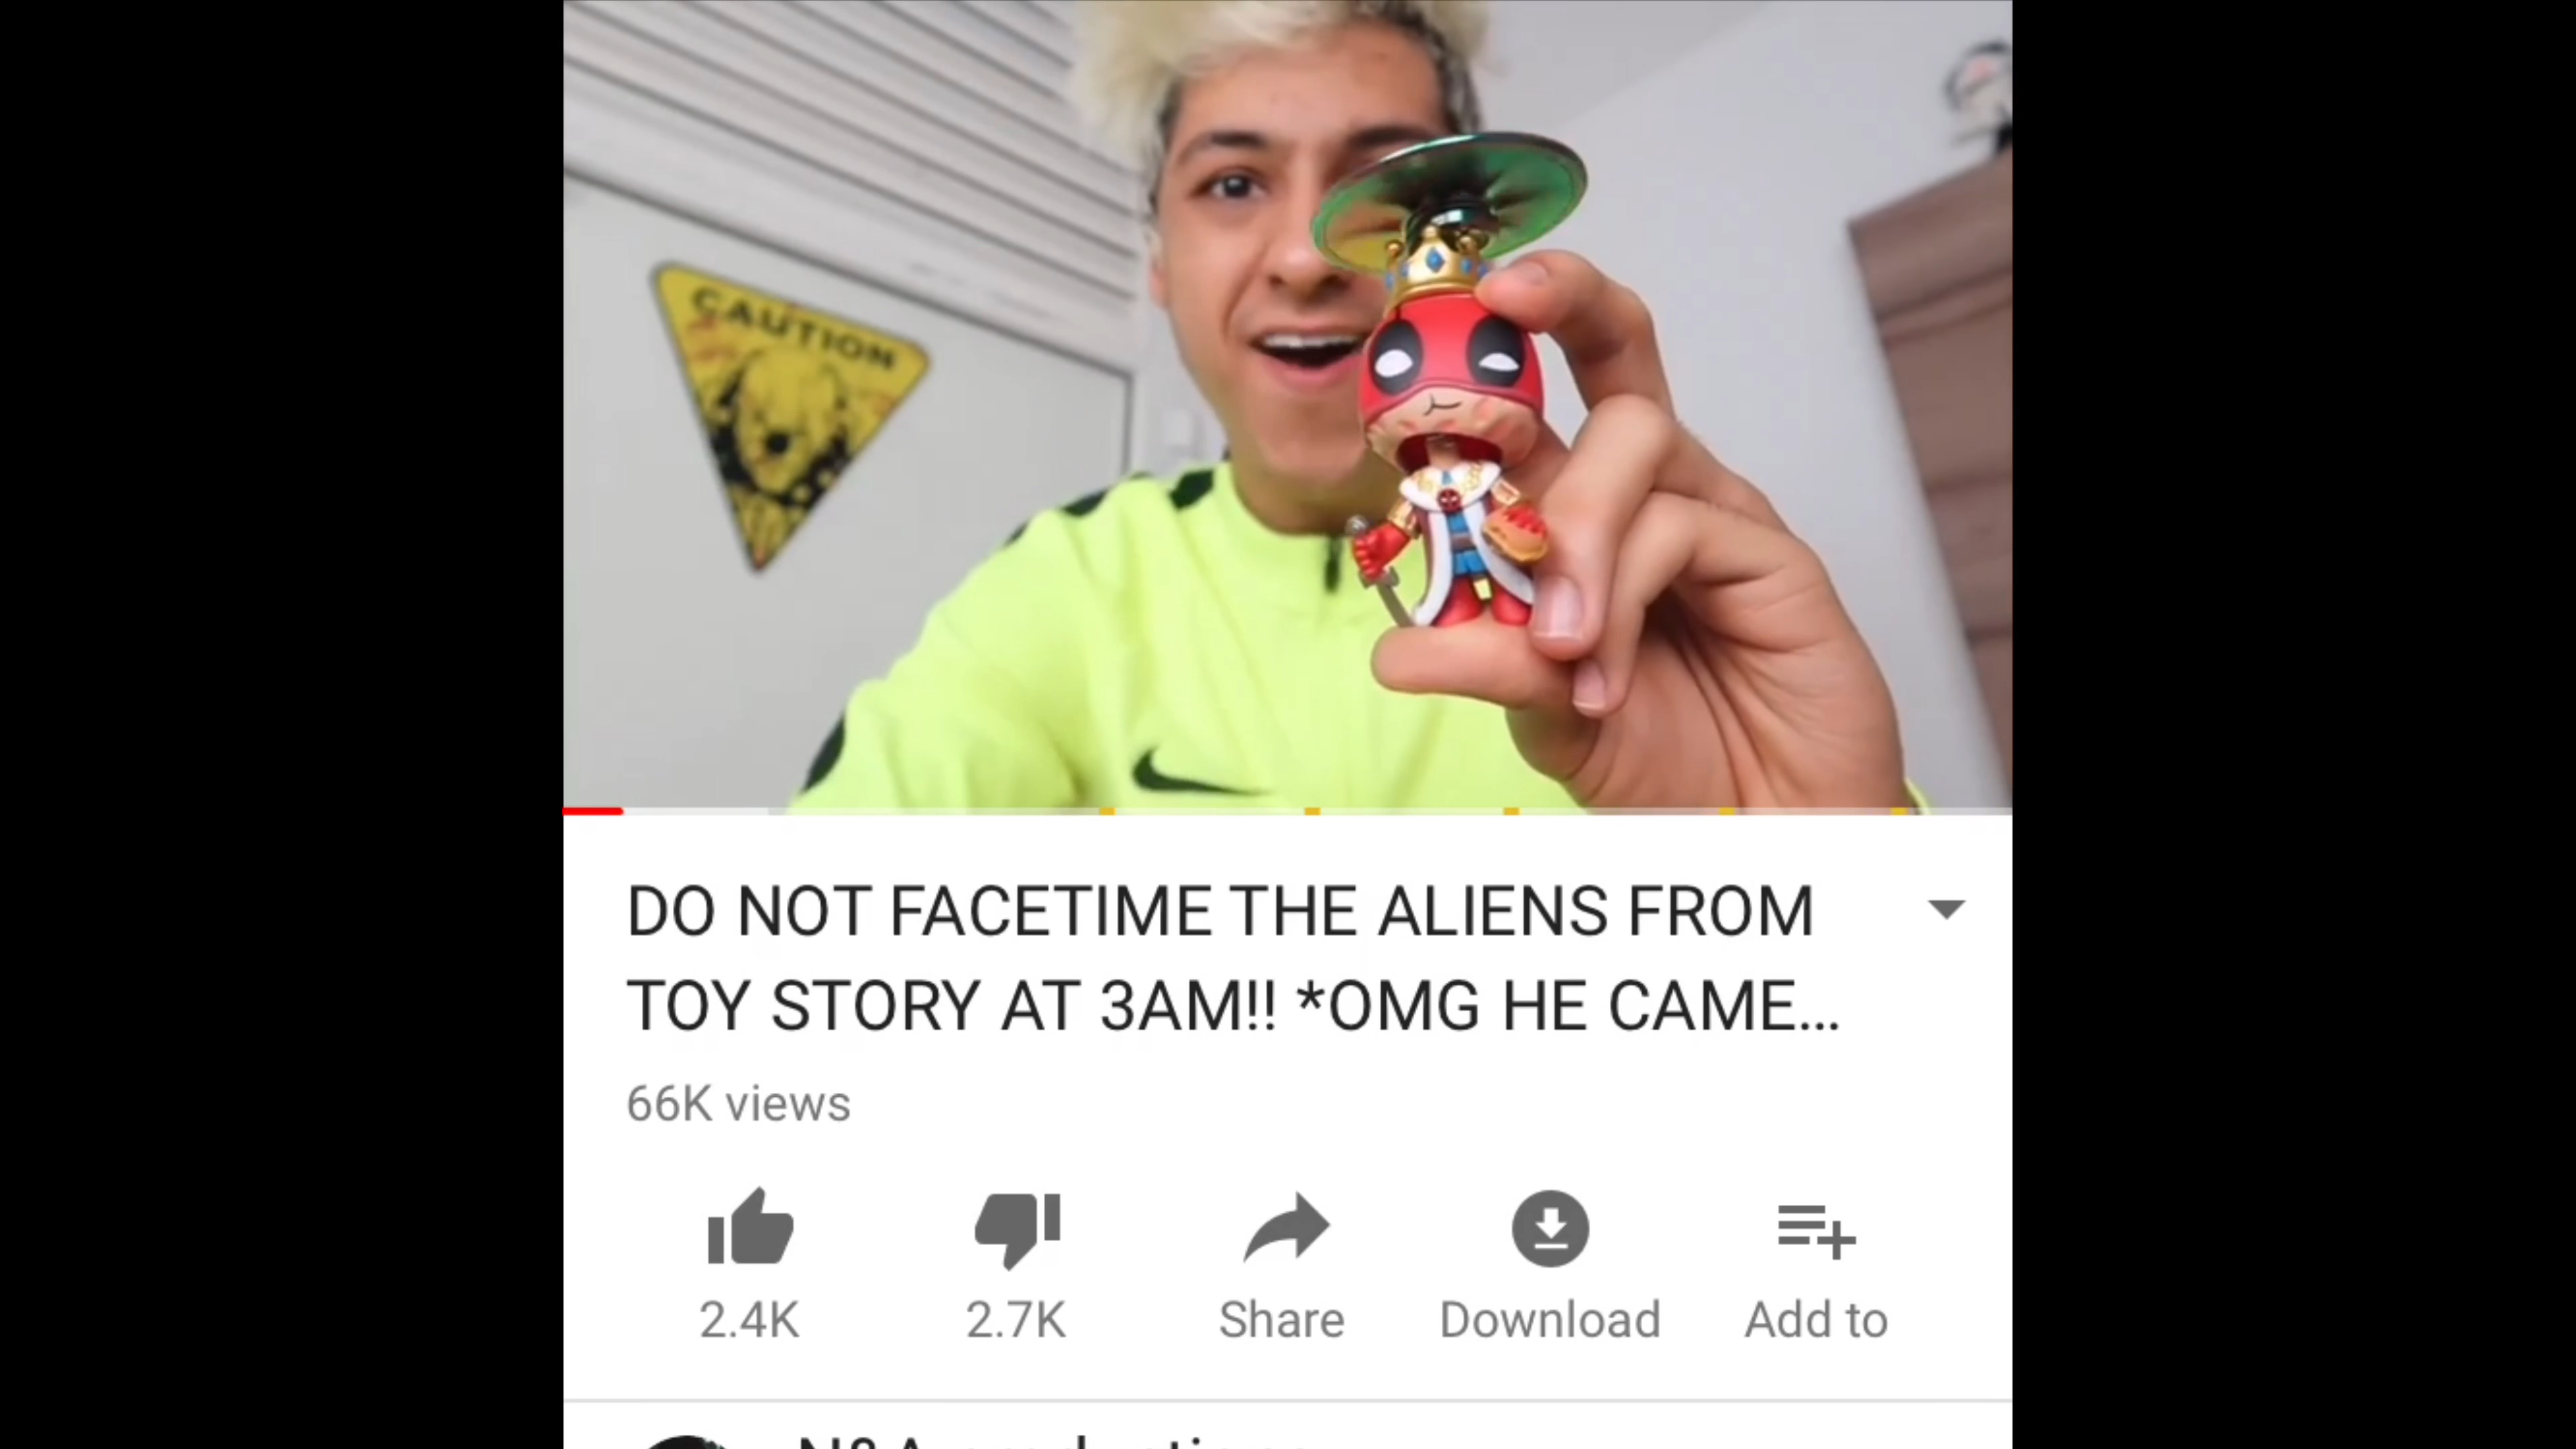 CAUTION
DO NOT FACETIME THE ALIENS FROM
TOY STORY AT 3AM!! *OMG HE CAME...
66K views
2.4K
2.7K
Share
Download
Add to